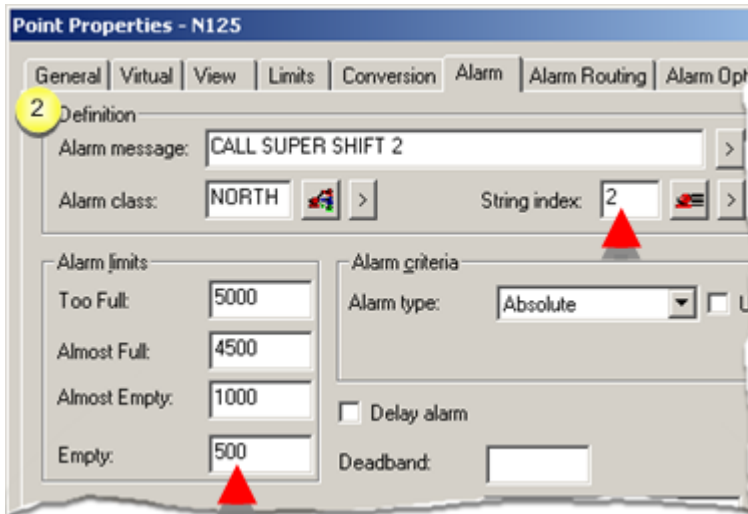 Point Properties - N125
General Virtual View Limits Conversion Alarm Alarm Routing Alarm Opt
2
Definition
Alarm message: CALL SUPER SHIFT 2 >
Alarm class: NORTH > String index: 2 >
Alarm limits
Alarm criteria
Too Full: 5000
Alarm type: Absolute U
Almost Full: 4500
Almost Empty: 1000
Delay alarm
Empty: 500
Deadband: